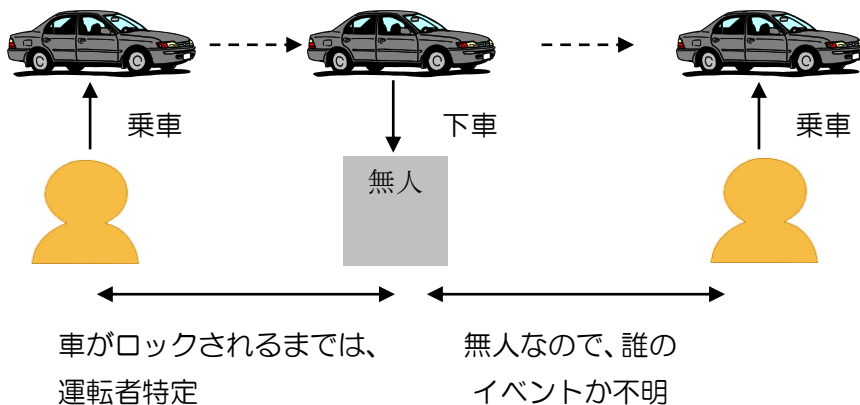 乗車
下車
乗車
無人
車がロックされるまでは、
運転者特定
無人なので、誰の
イベントか不明